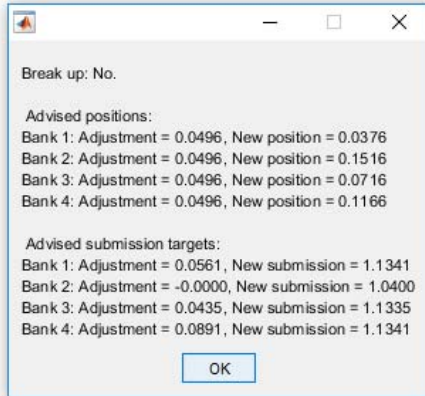 Break up: No.
Advised positions:
Bank 1: Adjustment = 0.0496, New position = 0.0376
Bank 2: Adjustment = 0.0496, New position = 0.1516
Bank 3: Adjustment = 0.0496, New position = 0.0716
Bank 4: Adjustment = 0.0496, New position = 0.1166
Advised submission targets:
Bank 1: Adjustment = 0.0561, New submission = 1.1341
Bank 2: Adjustment = -0.0000, New submission = 1.0400
Bank 3: Adjustment = 0.0435, New submission = 1.1335
Bank 4: Adjustment = 0.0891, New submission = 1.1341
OK